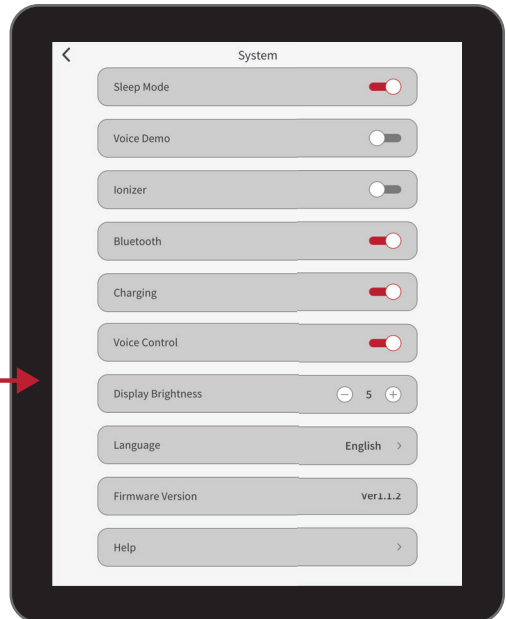 System
Sleep Mode
Voice Demo
Ionizer
Bluetooth
Charging
Voice Control
Display Brightness 5
Language English
Firmware Version Ver1.1.2
Help